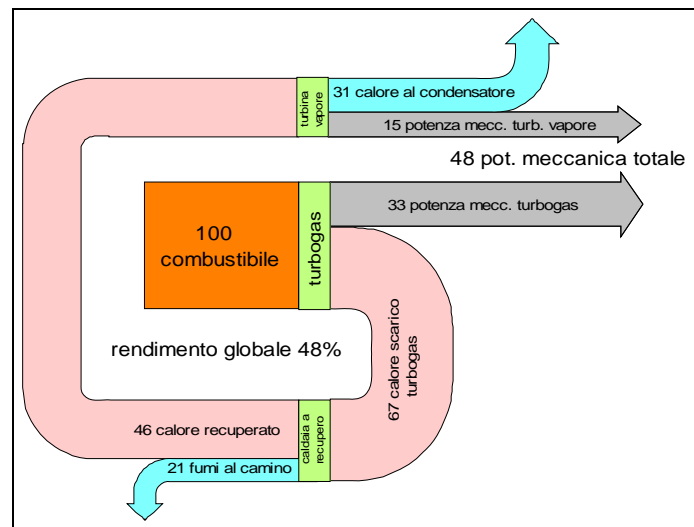 31 calore al condensatore
turbina
vapore
15 potenza mecc. turb. vapore
48 pot. meccanica totale
33 potenza mecc. turbogas
100
combustibile
turbogas
rendimento globale 48%
67 calore scarico
turbogas
46 calore recuperato
caldaia a
recupero
21 fumi al camino